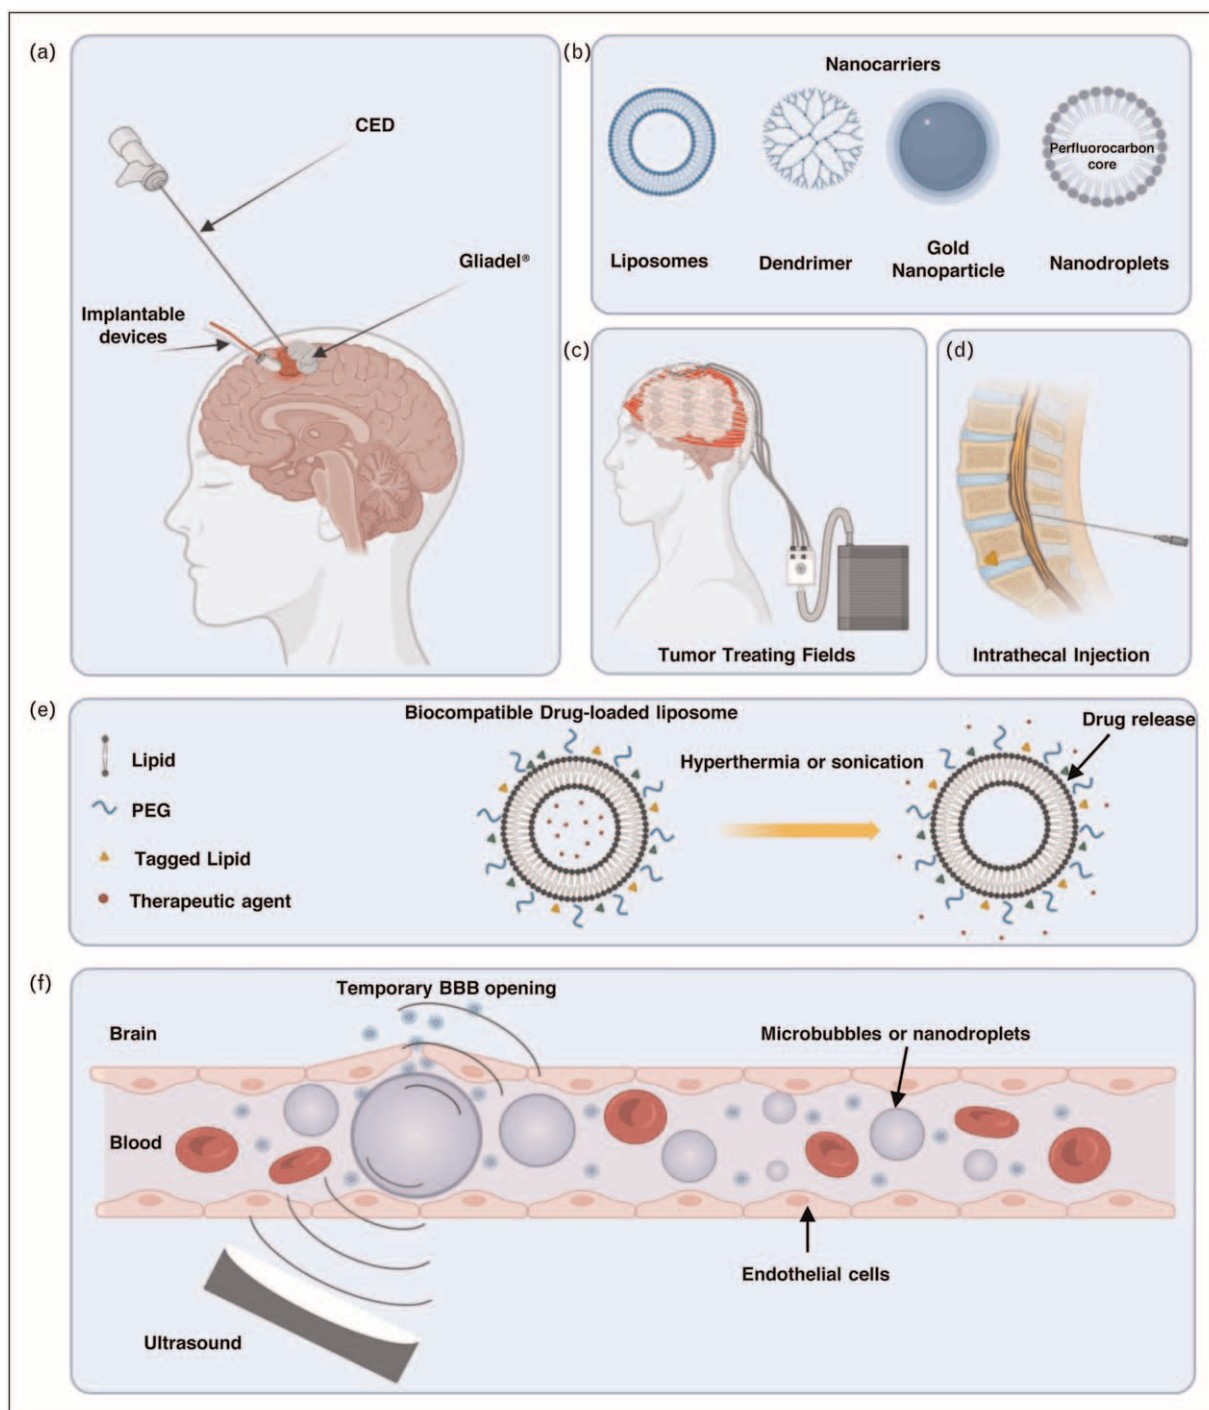 (a)
CED
Gliadel®
Implantable
devices
(b)
Nanocarriers
Perfluorocarbon
core
Liposomes
Dendrimer
Gold
Nanoparticle
Nanodroplets
(c)
Tumor Treating Fields
(d)
Intrathecal Injection
(e)
Biocompatible Drug-loaded liposome
Drug release
Lipid
Hyperthermia or sonication
PEG
Tagged Lipid
Therapeutic agent
(f)
Temporary BBB opening
Brain
Microbubbles or nanodroplets
Blood
Endothelial cells
Ultrasound